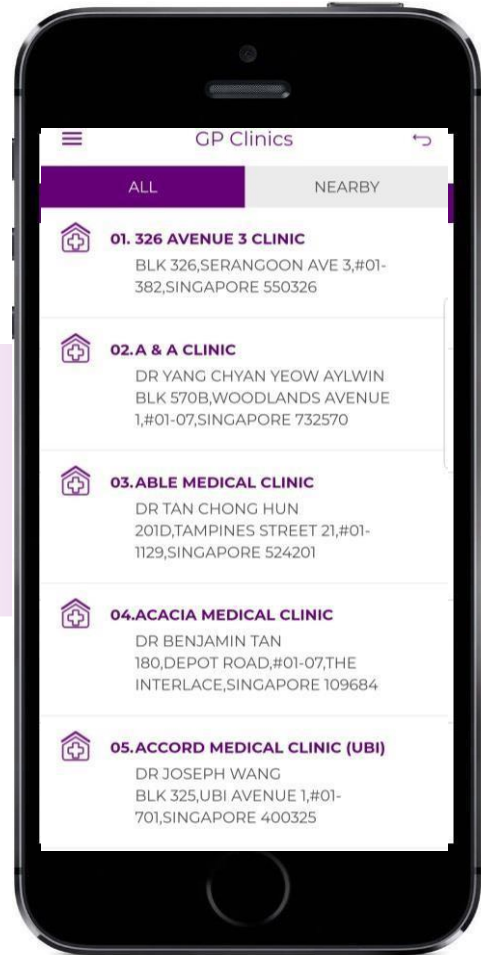 GP Clinics
ALL
NEARBY
01. 326 AVENUE 3 CLINIC
BLK 326,SERANGOON AVE 3,#01-
382,SINGAPORE 550326
02.A & A CLINIC
DR YANG CHYAN YEOW AYLWIN
BLK 570B,WOODLANDS AVENUE
1,#01-07,SINGAPORE 732570
03.ABLE MEDICAL CLINIC
DR TAN CHONG HUN
201D,TAMPINES STREET 21,#01-
1129,SINGAPORE 524201
04.ACACIA MEDICAL CLINIC
DR BENJAMIN TAN
180,DEPOT ROAD,#01-07,THE
INTERLACE,SINGAPORE 109684
05.ACCORD MEDICAL CLINIC (UBI)
DR JOSEPH WANG
BLK 325,UBI AVENUE 1,#01-
701,SINGAPORE 400325